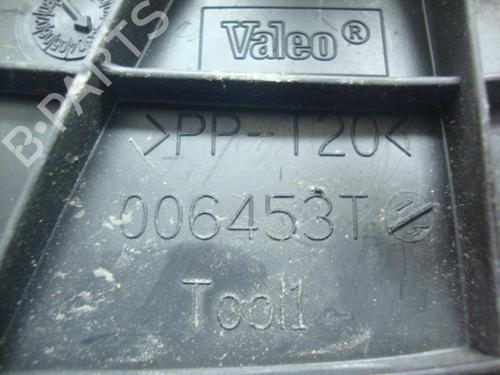 Valeo®
>PP-T20<
006453T
Tool1
B-PARTS